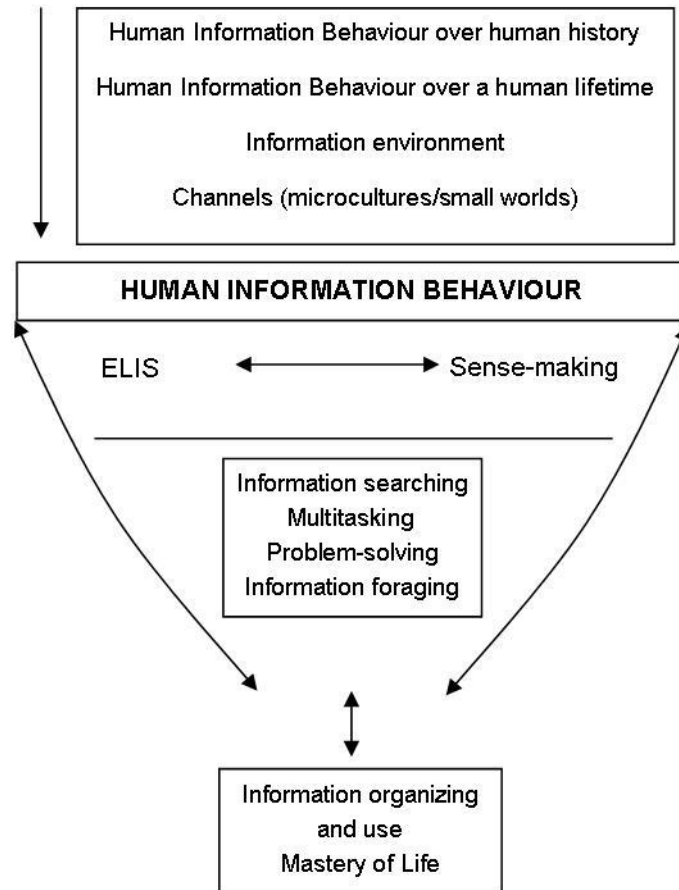 Human Information Behaviour over human history
Human Information Behaviour over a human lifetime
Information environment
Channels (microcultures/small worlds)
HUMAN INFORMATION BEHAVIOUR
ELIS Sense-making
Information searching
Multitasking
Problem-solving
Information foraging
Information organizing
and use
Mastery of Life